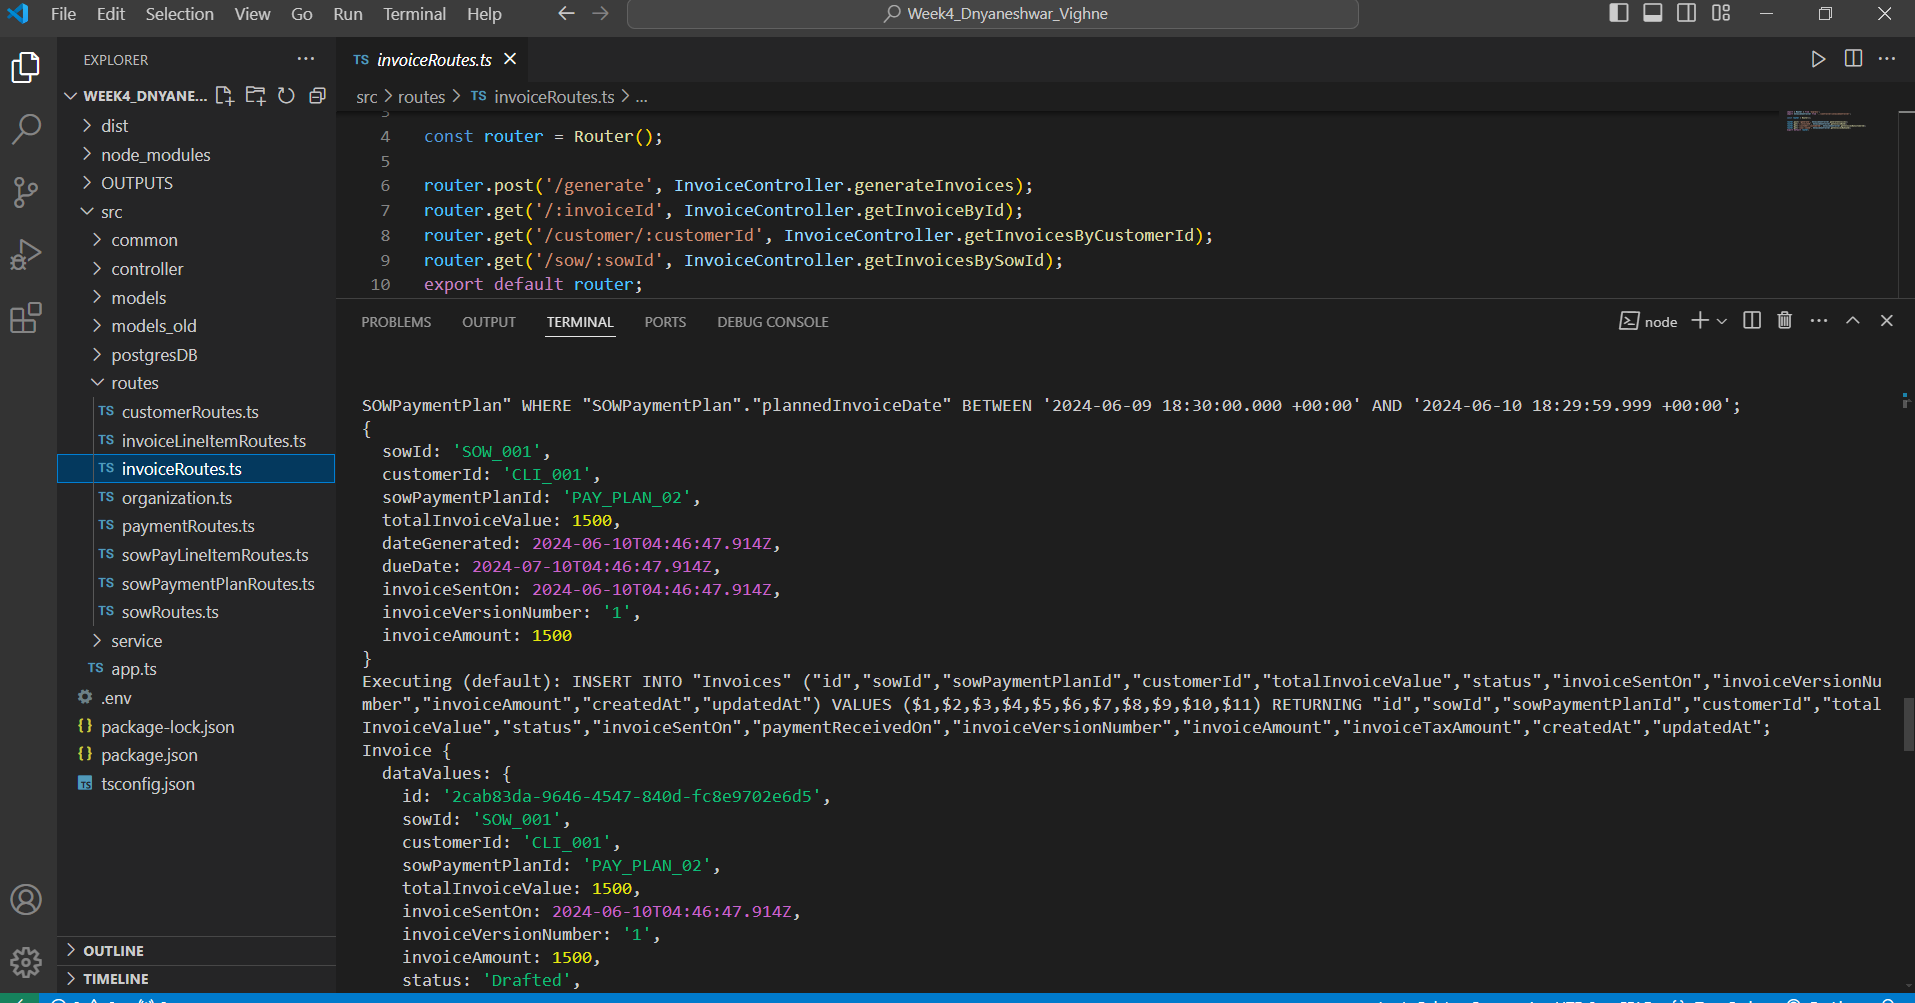 File Edit Selection View Go Run Terminal Help
Week4_Dnyaneshwar_Vighne
EXPLORER
WEEK4_DNYANE...
dist
node_modules
OUTPUTS
src
common
controller
models
models_old
postgresDB
routes
TS customerRoutes.ts
TS invoiceLineItemRoutes.ts
TS invoiceRoutes.ts
TS organization.ts
TS paymentRoutes.ts
TS sowPayLineItemRoutes.ts
TS sowPaymentPlanRoutes.ts
TS sowRoutes.ts
service
TS app.ts
.env
{} package-lock.json
{} package.json
TS tsconfig.json
OUTLINE
TIMELINE
TS invoiceRoutes.ts
src > routes > TS invoiceRoutes.ts > ...
3
4 const router = Router();
5
6 router.post('/generate', InvoiceController.generateInvoices);
7 router.get('/:invoiceId', InvoiceController.getInvoiceById);
8 router.get('/customer/:customerId', InvoiceController.getInvoicesByCustomerId);
9 router.get('/sow/:sowId', InvoiceController.getInvoicesBySowId);
10 export default router;
PROBLEMS OUTPUT TERMINAL PORTS DEBUG CONSOLE
node
SOWPaymentPlan" WHERE "SOWPaymentPlan"."plannedInvoiceDate" BETWEEN '2024-06-09 18:30:00.000 +00:00' AND '2024-06-10 18:29:59.999 +00:00';
{
sowId: 'SOW_001',
customerId: 'CLI_001',
sowPaymentPlanId: 'PAY_PLAN_02',
totalInvoiceValue: 1500,
dateGenerated: 2024-06-10T04:46:47.914Z,
dueDate: 2024-07-10T04:46:47.914Z,
invoiceSentOn: 2024-06-10T04:46:47.914Z,
invoiceVersionNumber: '1',
invoiceAmount: 1500
}
Executing (default): INSERT INTO "Invoices" ("id","sowId","sowPaymentPlanId","customerId","totalInvoiceValue","status","invoiceSentOn","invoiceVersionNu
mber","invoiceAmount","createdAt","updatedAt") VALUES ($1,$2,$3,$4,$5,$6,$7,$8,$9,$10,$11) RETURNING "id","sowId","sowPaymentPlanId","customerId","total
InvoiceValue","status","invoiceSentOn","paymentReceivedOn","invoiceVersionNumber","invoiceAmount","invoiceTaxAmount","createdAt","updatedAt";
Invoice {
dataValues: {
id: '2cab83da-9646-4547-840d-fc8e9702e6d5',
sowId: 'SOW_001',
customerId: 'CLI_001',
sowPaymentPlanId: 'PAY_PLAN_02',
totalInvoiceValue: 1500,
invoiceSentOn: 2024-06-10T04:46:47.914Z,
invoiceVersionNumber: '1',
invoiceAmount: 1500,
status: 'Drafted',